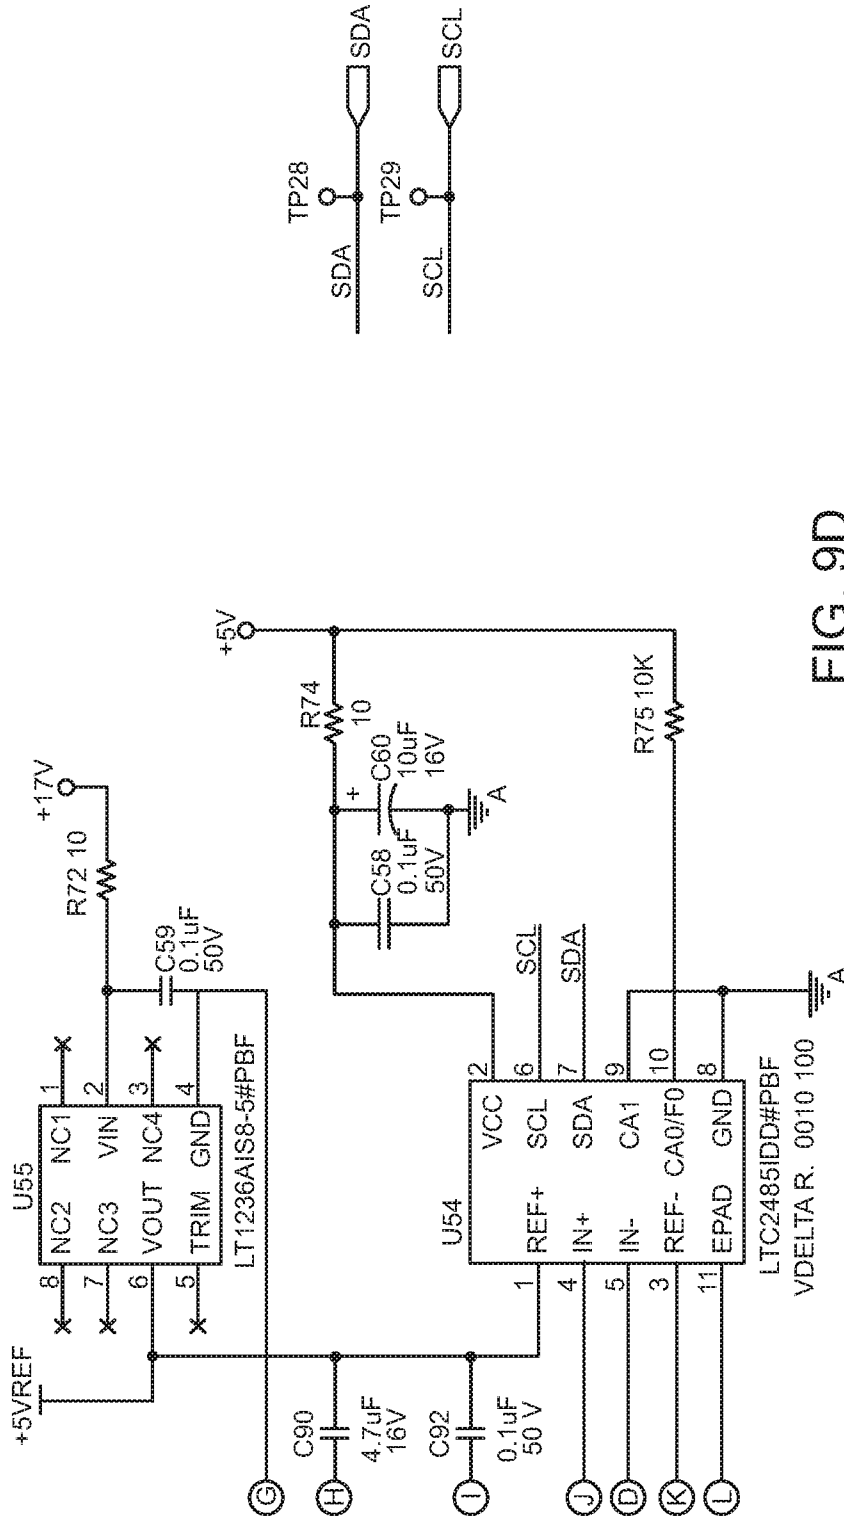 +5VREF
U55
8 NC2 NC1 1
7 NC3 VIN 2
6 VOUT NC4 3
5 TRIM GND 4
LT1236AIS8-5#PBF
+17V
R72 10
C59
0.1uF
50V
G
H
C90
4.7uF
16V
I
C92
0.1uF
50 V
+5V
R74
10
+
C60
10uF
16V
C58
0.1uF
50V
A
SCL
SDA
R75 10K
U54
VCC 2
1 REF+ SCL 6
4 IN+ SDA 7
5 IN- CA1 9
3 REF- CA0/F0 10
11 EPAD GND 8
LTC2485IDD#PBF
VDELTA R. 0010 100
J
D
K
L
A
TP28
SDA
SDA
TP29
SCL
SCL
FIG. 9D